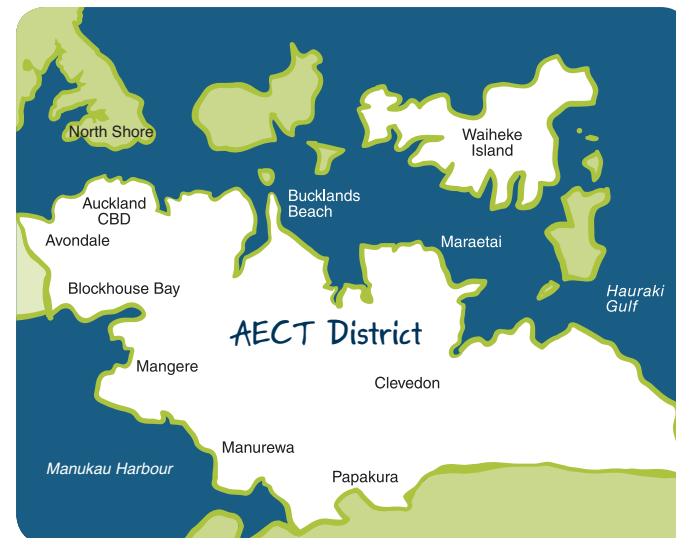 North Shore
Waiheke
Island
Auckland
CBD
Bucklands
Beach
Avondale
Maraetai
Blockhouse Bay
Hauraki
Gulf
AECT District
Mangere
Clevedon
Manurewa
Manukau Harbour
Papakura